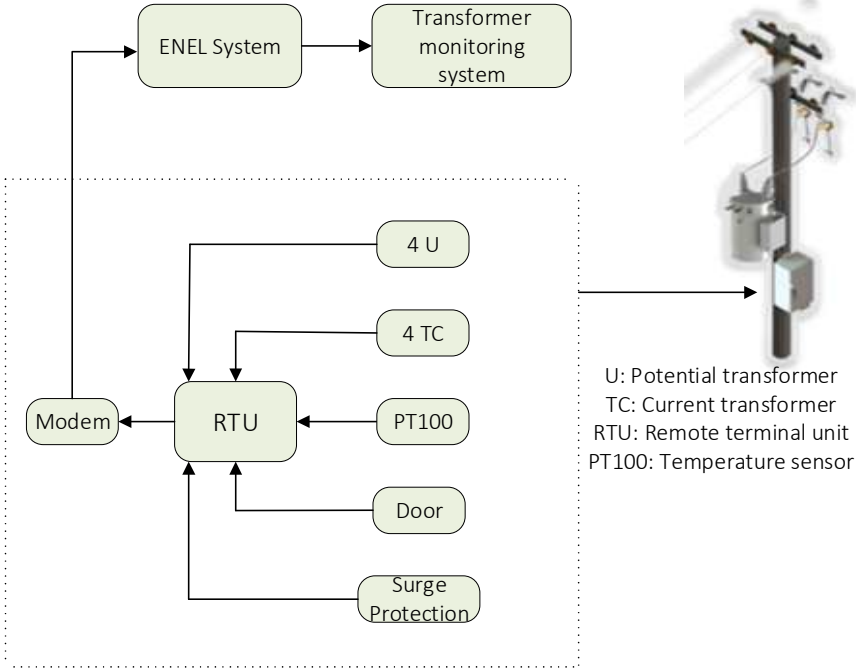 ENEL System
Transformer
monitoring
system
4 U
4 TC
Modem
RTU
PT100
Door
Surge
Protection
U: Potential transformer
TC: Current transformer
RTU: Remote terminal unit
PT100: Temperature sensor